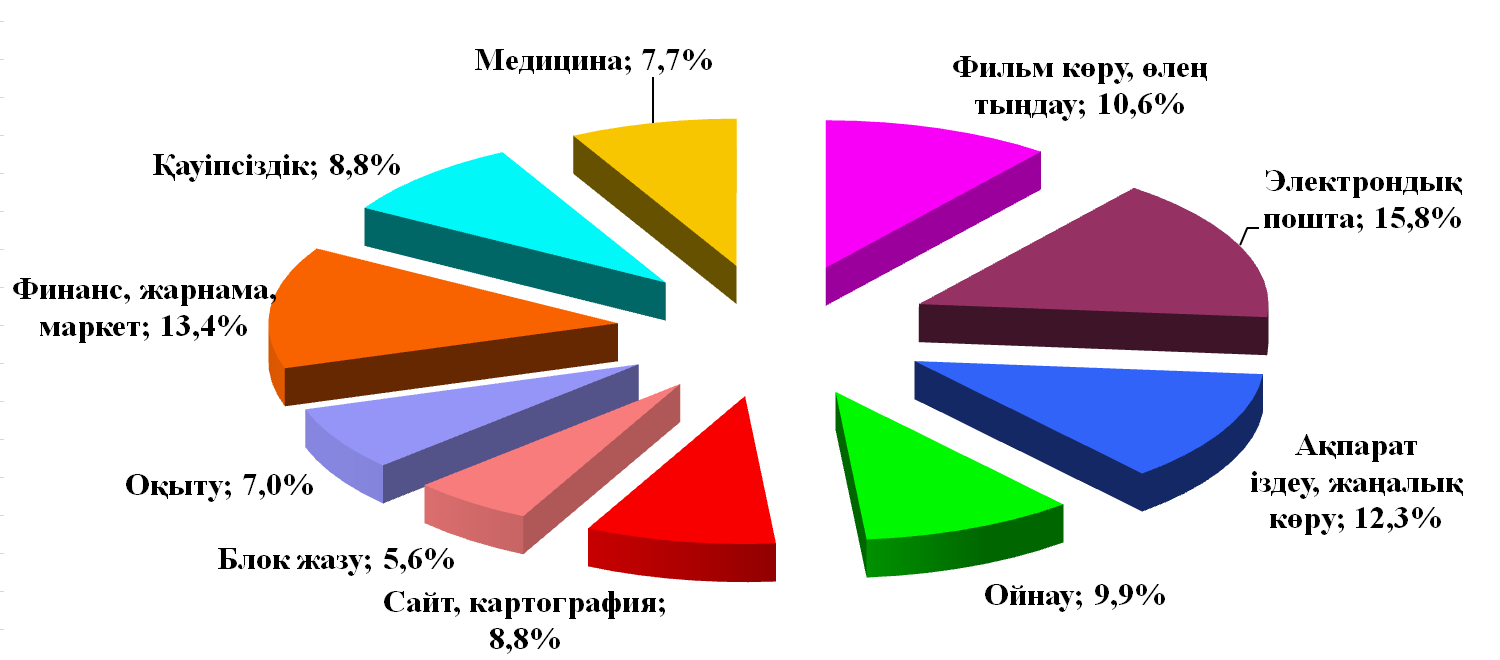 Медицина; 7,7%
Фильм көру, өлең
тыңдау; 10,6%
Қауіпсіздік; 8,8%
Электрондық
пошта; 15,8%
Финанс, жарнама,
маркет; 13,4%
Ақпарат
іздеу, жаңалық
көру; 12,3%
Оқыту; 7,0%
Блок жазу; 5,6%
Ойнау; 9,9%
Сайт, картография;
8,8%